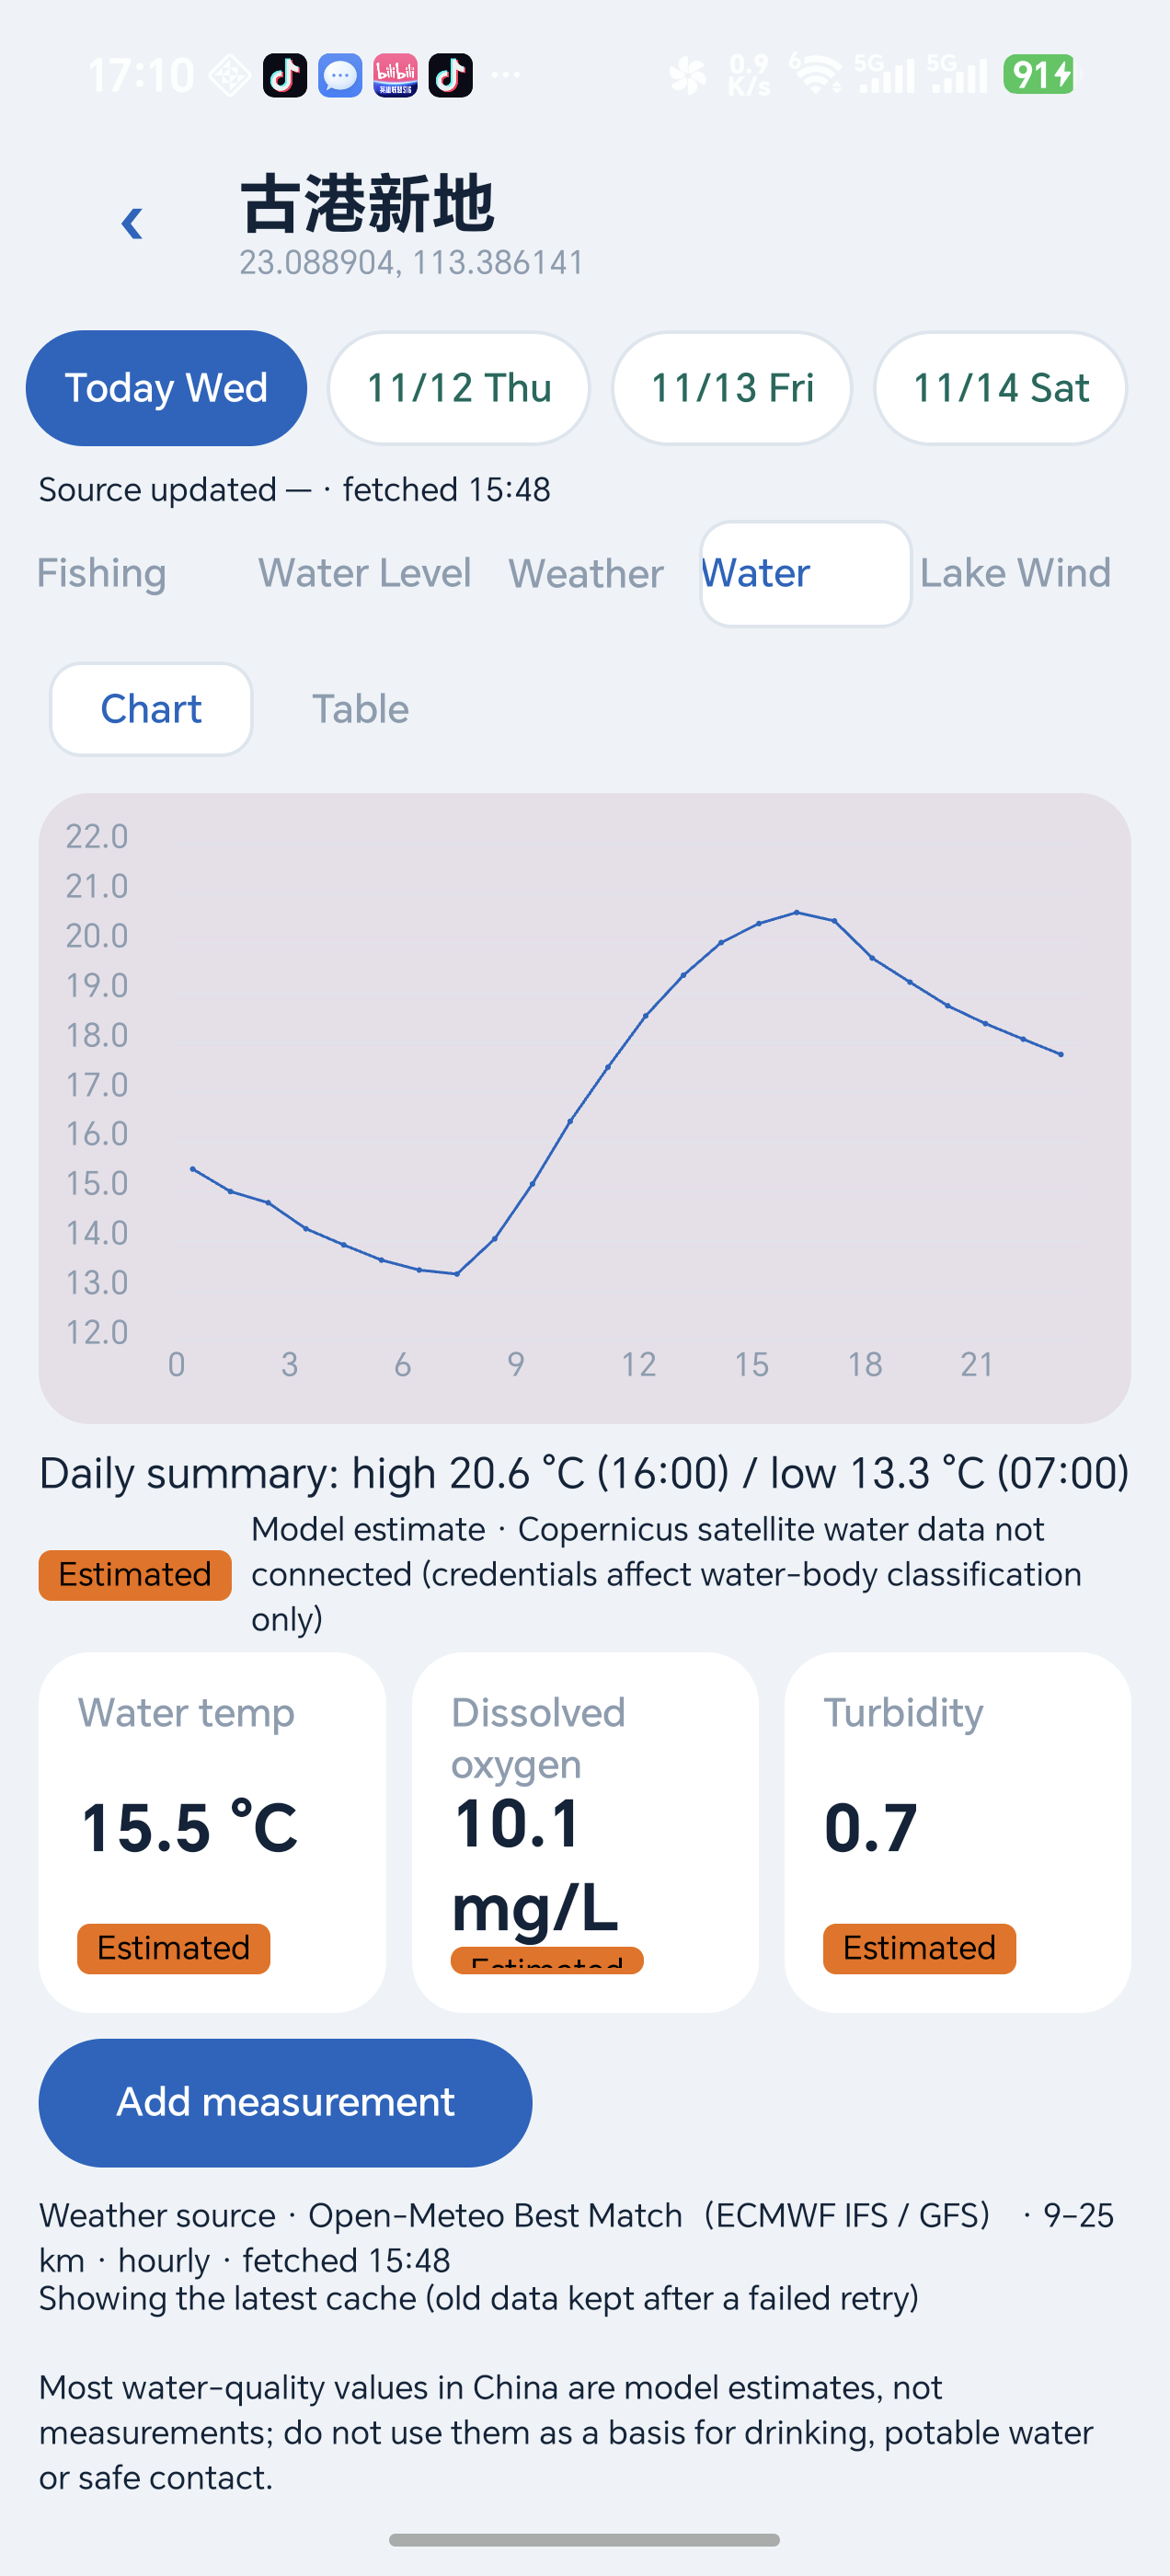 17:10
bilibili
0.9
K/s
6
5G
5G
91
古港新地
23.088904, 113.386141
Today Wed
11/12 Thu
11/13 Fri
11/14 Sat
Source updated — · fetched 15:48
Fishing
Water Level
Weather
Water
Lake Wind
Chart
Table
22.0
21.0
20.0
19.0
18.0
17.0
16.0
15.0
14.0
13.0
12.0
0 3 6 9 12 15 18 21
Daily summary: high 20.6 °C (16:00) / low 13.3 °C (07:00)
Estimated
Model estimate · Copernicus satellite water data not
connected (credentials affect water-body classification
only)
Water temp
15.5 °C
Estimated
Dissolved
oxygen
10.1
mg/L
Estimated
Turbidity
0.7
Estimated
Add measurement
Weather source · Open-Meteo Best Match（ECMWF IFS / GFS） · 9-25
km · hourly · fetched 15:48
Showing the latest cache (old data kept after a failed retry)
Most water-quality values in China are model estimates, not
measurements; do not use them as a basis for drinking, potable water
or safe contact.